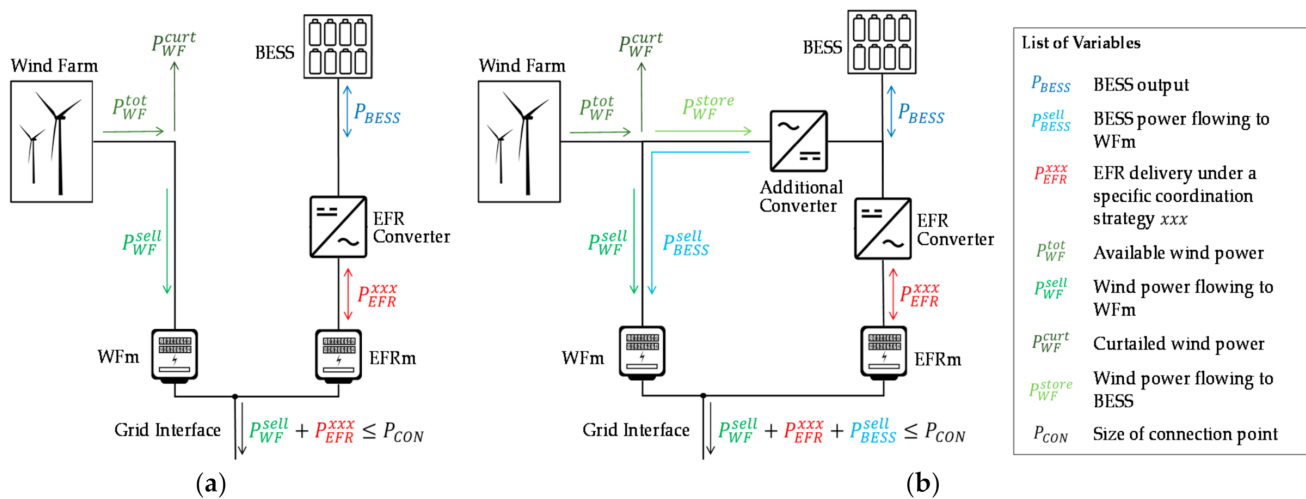 Wind Farm
P_WF^tot
P_WF^curt
BESS
P_BESS
P_WF^sell
EFR
Converter
P_EFR^xxx
WFm
EFRm
Grid Interface
P_WF^sell + P_EFR^xxx ≤ P_CON
(a)
Wind Farm
P_WF^tot
P_WF^curt
P_WF^store
BESS
P_BESS
Additional
Converter
EFR
Converter
P_WF^sell
P_BESS^sell
P_EFR^xxx
WFm
EFRm
Grid Interface
P_WF^sell + P_EFR^xxx + P_BESS^sell ≤ P_CON
(b)
List of Variables
P_BESS BESS output
P_BESS^sell BESS power flowing to
WFm
P_EFR^xxx EFR delivery under a
specific coordination
strategy xxx
P_WF^tot Available wind power
P_WF^sell Wind power flowing to
WFm
P_WF^curt Curtailed wind power
P_WF^store Wind power flowing to
BESS
P_CON Size of connection point